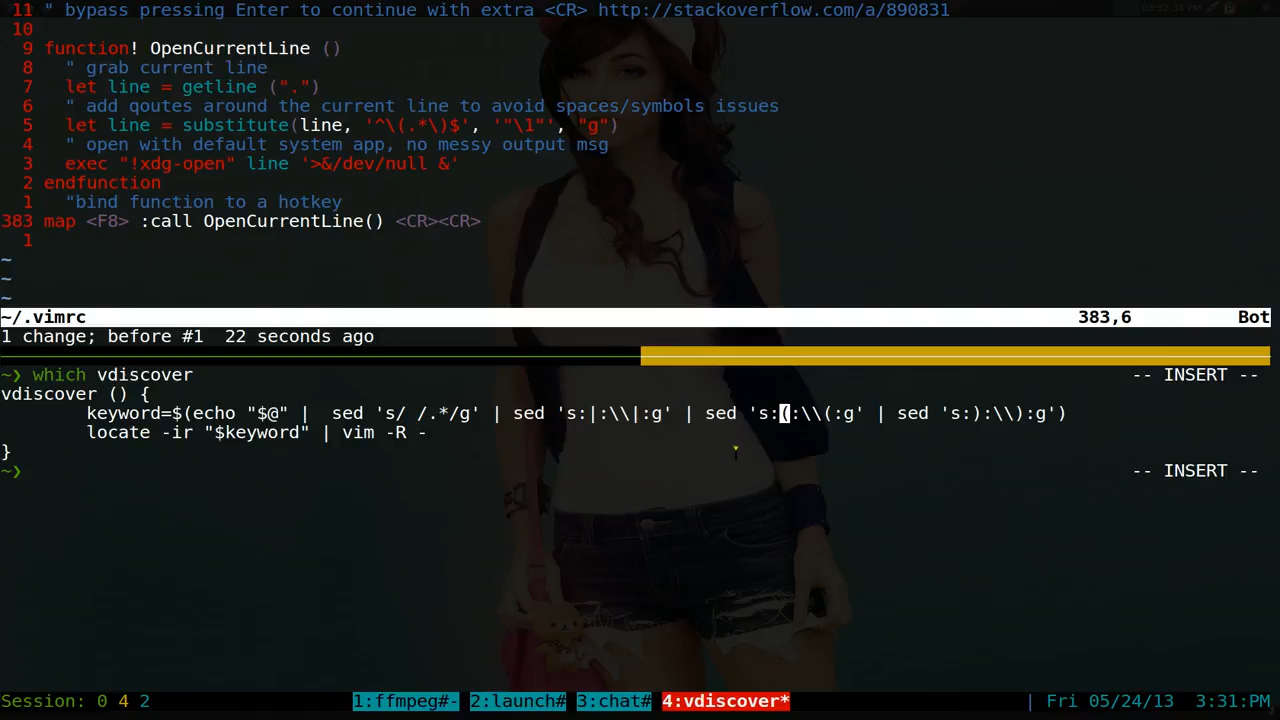 11 " bypass pressing Enter to continue with extra <CR> http://stackoverflow.com/a/890831
10
9 function! OpenCurrentLine ()
8 " grab current line
7 let line = getline (".")
6 " add qoutes around the current line to avoid spaces/symbols issues
5 let line = substitute(line, '^\(.*\)$', '"\1"', "g")
4 " open with default system app, no messy output msg
3 exec "!xdg-open" line '>&/dev/null &'
2 endfunction
1 "bind function to a hotkey
383 map <F8> :call OpenCurrentLine() <CR><CR>
1
~
~
~
~/.vimrc 383,6 Bot
1 change; before #1 22 seconds ago
~❯ which vdiscover -- INSERT --
vdiscover () {
keyword=$(echo "$@" | sed 's/ /.*/g' | sed 's:|:\\|:g' | sed 's:(:\\(:g' | sed 's:):\\):g')
locate -ir "$keyword" | vim -R -
}
~❯ -- INSERT --
Session: 0 4 2 1:ffmpeg#- 2:launch# 3:chat# 4:vdiscover* | Fri 05/24/13 3:31:PM